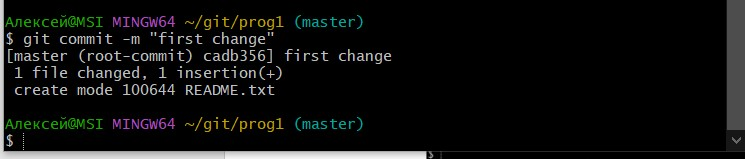 Алексей@MSI MINGW64 ~/git/prog1 (master)
$ git commit -m "first change"
[master (root-commit) cadb356] first change
 1 file changed, 1 insertion(+)
 create mode 100644 README.txt
Алексей@MSI MINGW64 ~/git/prog1 (master)
$
$